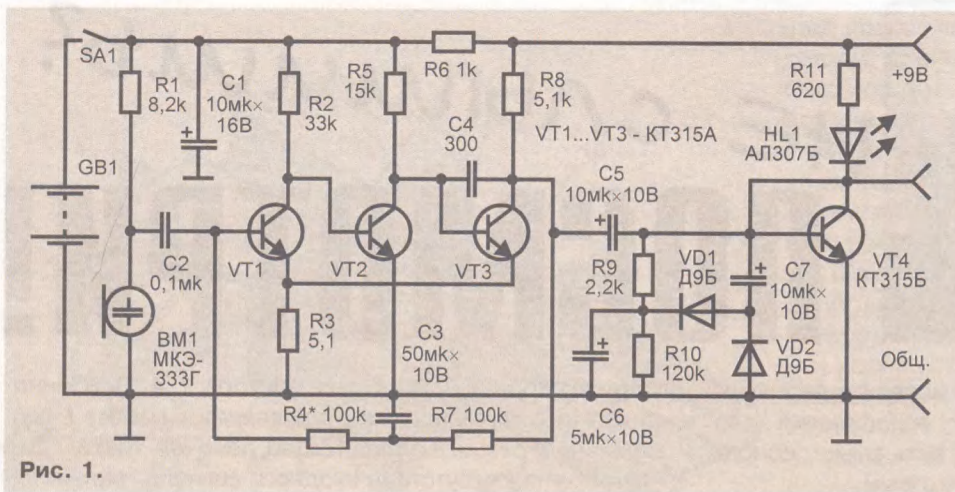 SA1
R1
8,2k
C1
10мк×
16В
R2
33k
R5
15k
R6 1k
R8
5,1k
R11
620
+9В
HL1
АЛ307Б
C4
300
VT1...VT3 - КТ315А
GB1
C5
10мк×10В
C2
0,1мк
VT1
VT2
VT3
R9
2,2k
VD1
Д9Б
C7
10мк×
10В
VT4
КТ315Б
BM1
МКЭ-
333Г
R3
5,1
C3
50мк×
10В
R10
120k
VD2
Д9Б
Общ.
R4* 100k
R7 100k
C6
5мк×10В
Рис. 1.